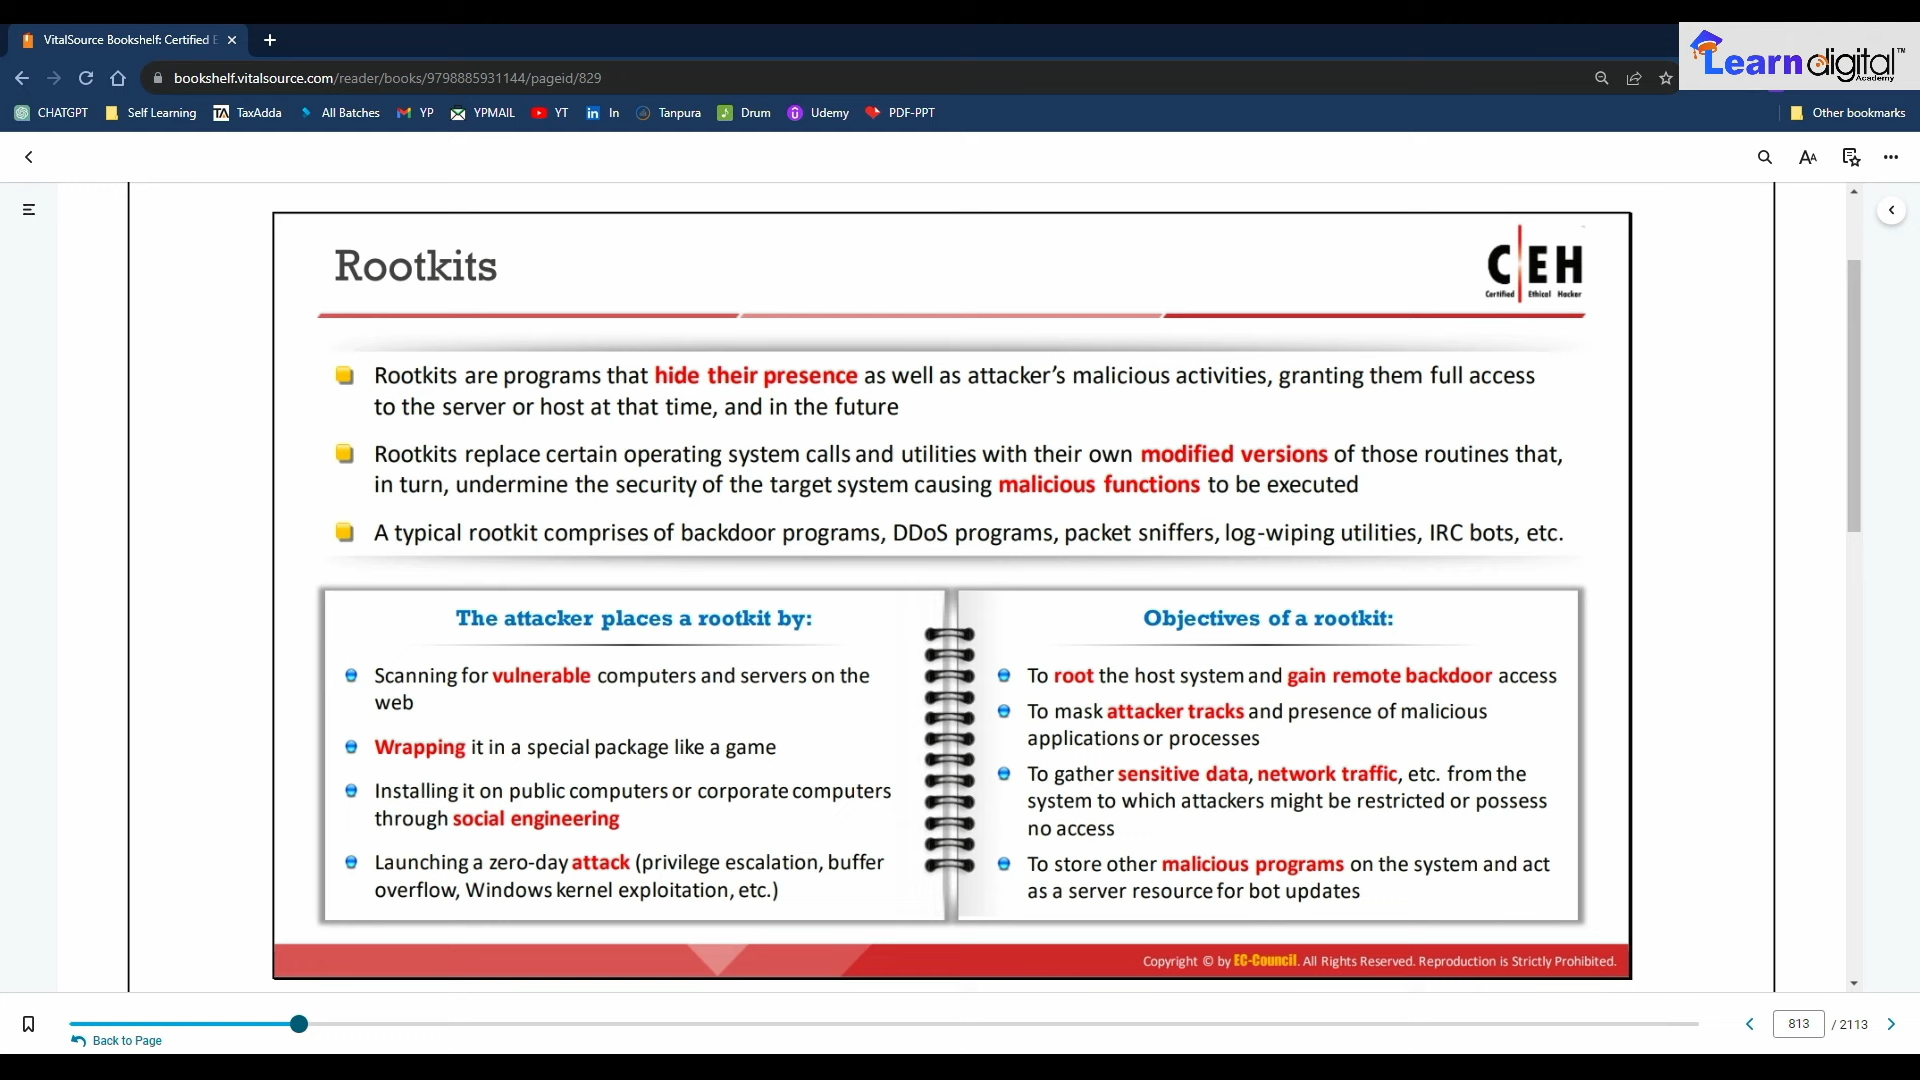 VitalSource Bookshelf: Certified E
Learn digital™
Academy
bookshelf.vitalsource.com/reader/books/9798885931144/pageid/829
CHATGPT Self Learning TA TaxAdda All Batches YP YPMAIL YT in In Tanpura Drum Udemy PDF-PPT Other bookmarks
Rootkits
C|EH
Certified Ethical Hacker
Rootkits are programs that hide their presence as well as attacker’s malicious activities, granting them full access
to the server or host at that time, and in the future
Rootkits replace certain operating system calls and utilities with their own modified versions of those routines that,
in turn, undermine the security of the target system causing malicious functions to be executed
A typical rootkit comprises of backdoor programs, DDoS programs, packet sniffers, log-wiping utilities, IRC bots, etc.
The attacker places a rootkit by:
Scanning for vulnerable computers and servers on the
web
Wrapping it in a special package like a game
Installing it on public computers or corporate computers
through social engineering
Launching a zero-day attack (privilege escalation, buffer
overflow, Windows kernel exploitation, etc.)
Objectives of a rootkit:
To root the host system and gain remote backdoor access
To mask attacker tracks and presence of malicious
applications or processes
To gather sensitive data, network traffic, etc. from the
system to which attackers might be restricted or possess
no access
To store other malicious programs on the system and act
as a server resource for bot updates
Copyright © by EC-Council. All Rights Reserved. Reproduction is Strictly Prohibited.
813 / 2113
Back to Page